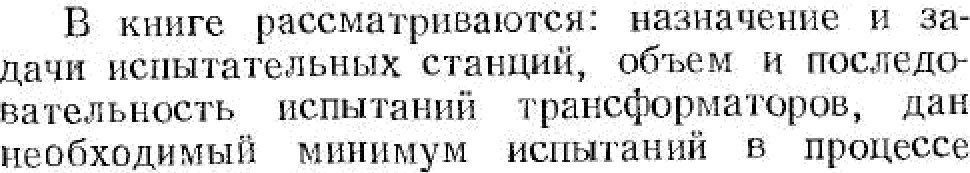 В книге рассматриваются: назначение и за-
дачи испытательных станций, объем и последо-
вательность испытаний трансформаторов, дан
необходимый минимум испытаний в процессе